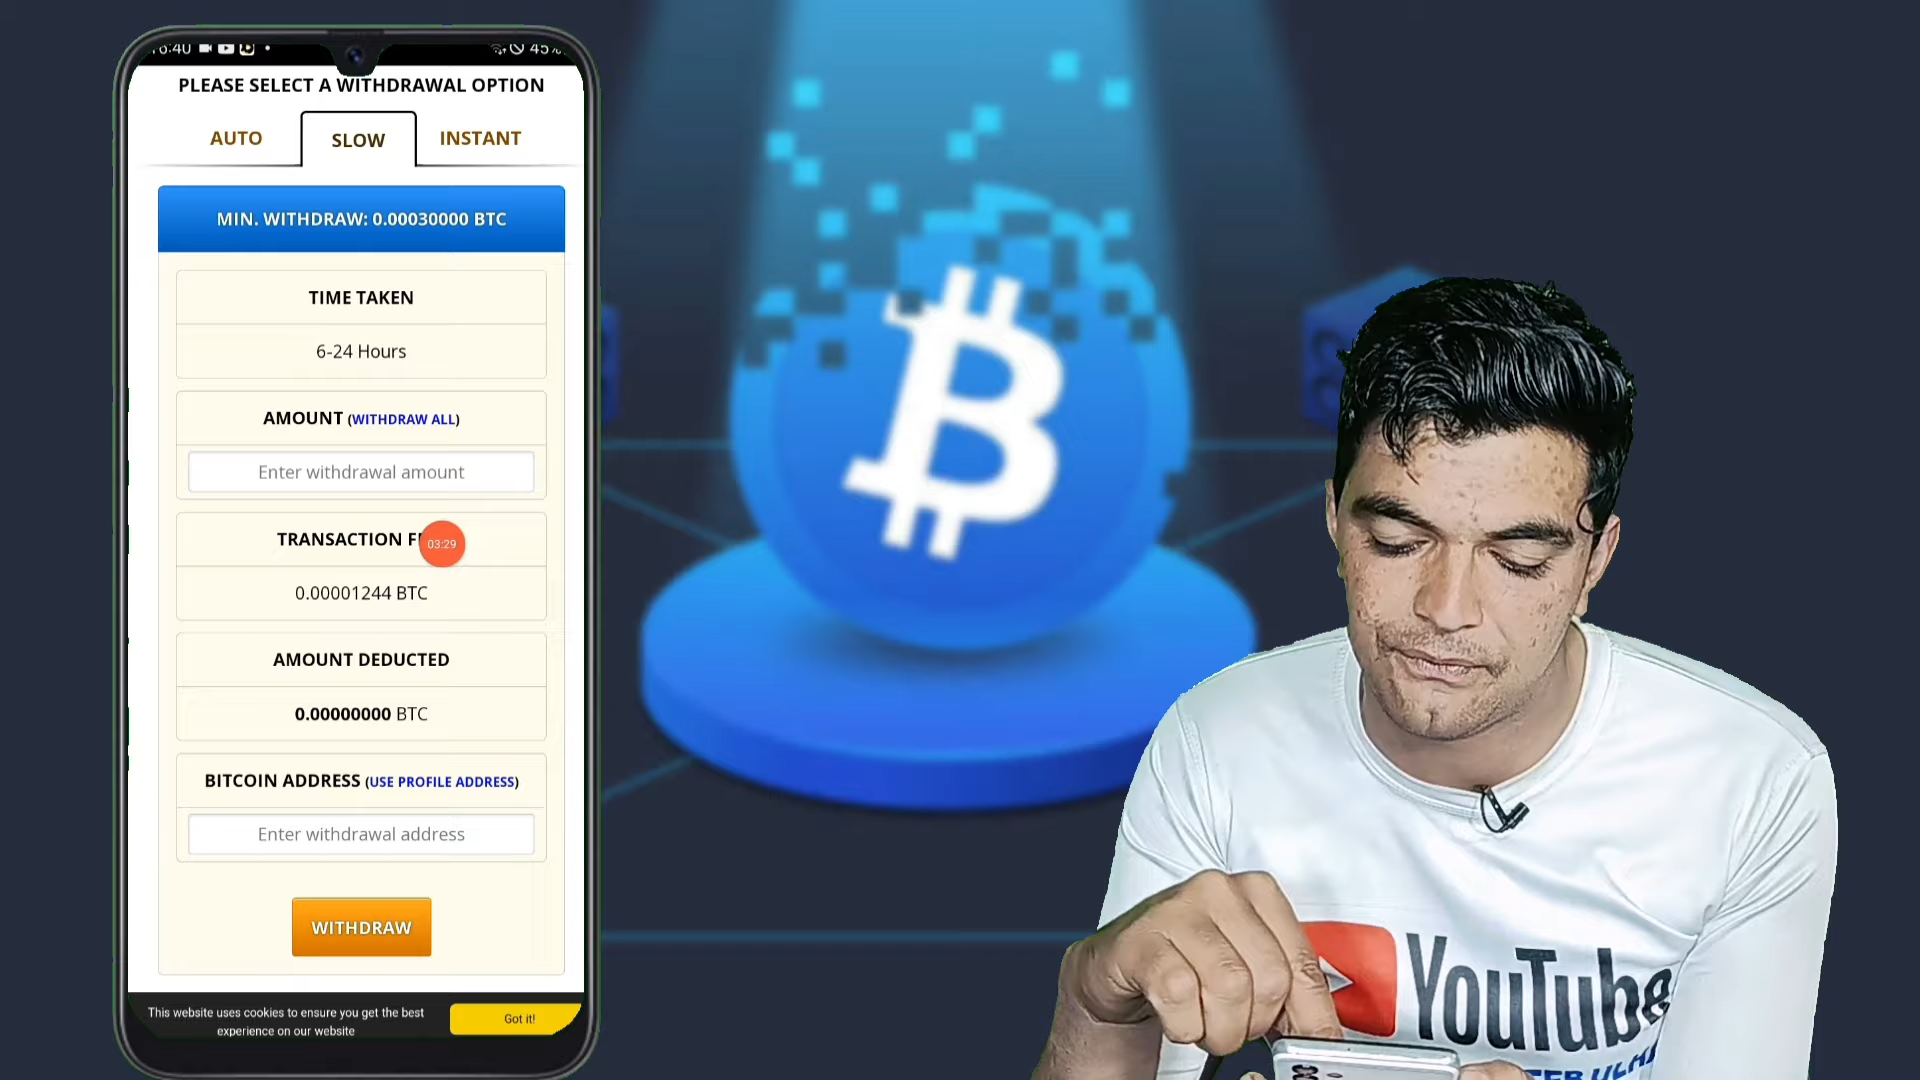 PLEASE SELECT A WITHDRAWAL OPTION
AUTO
SLOW
INSTANT
MIN. WITHDRAW: 0.00030000 BTC
TIME TAKEN
6-24 Hours
AMOUNT (WITHDRAW ALL)
Enter withdrawal amount
TRANSACTION
03:29
0.00001244 BTC
AMOUNT DEDUCTED
0.00000000 BTC
BITCOIN ADDRESS (USE PROFILE ADDRESS)
Enter withdrawal address
WITHDRAW
This website uses cookies to ensure you get the best
experience on our website
Got it!
YouTube